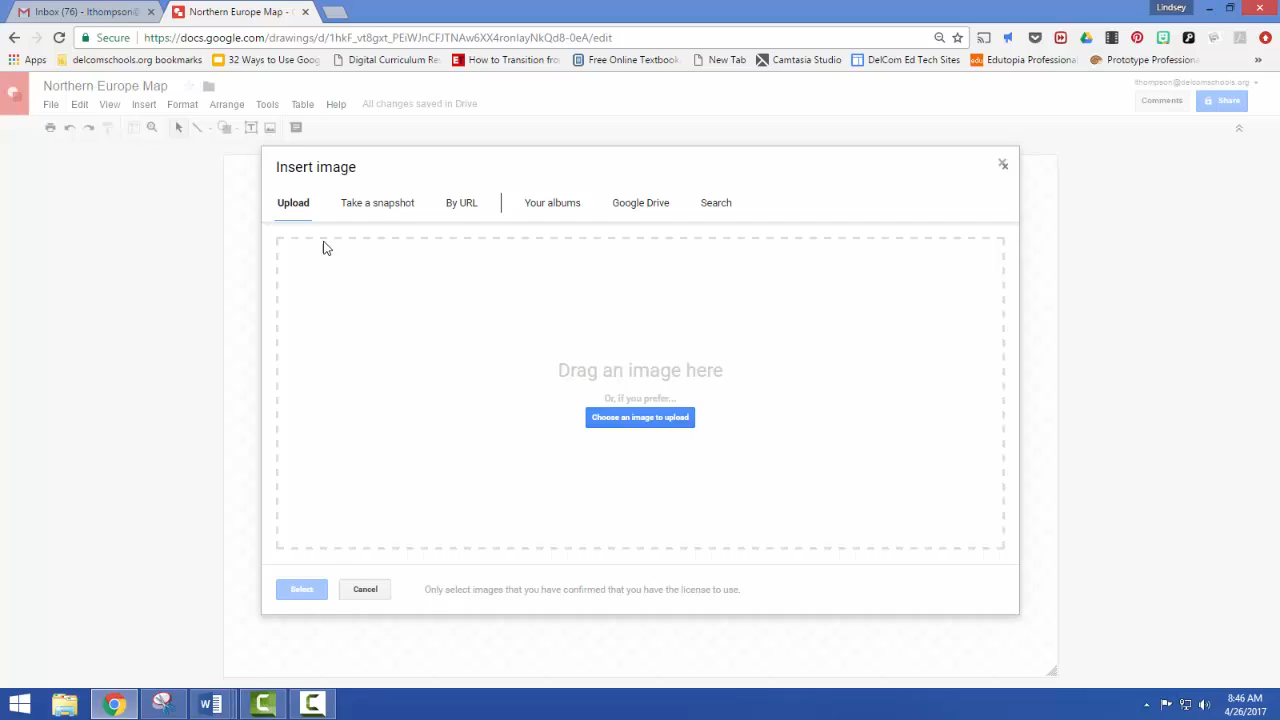 Inbox (76) - lthompson@
Northern Europe Map -
Lindsey
Secure
https://docs.google.com/drawings/d/1hkF_vt8gxt_PEiWJnCFJTNAw6XX4ronIayNkQd8-0eA/edit
Apps
delcomschools.org bookmarks
32 Ways to Use Goog
Digital Curriculum Re
How to Transition fro
Free Online Textbook
New Tab
Camtasia Studio
DelCom Ed Tech Sites
Edutopia Professional
Prototype Professiona
»
Northern Europe Map
lthompson@delcomschools.org
File Edit View Insert Format Arrange Tools Table Help All changes saved in Drive
Comments
Share
Insert image
Upload Take a snapshot By URL Your albums Google Drive Search
Drag an image here
Or, if you prefer...
Choose an image to upload
Select
Cancel
Only select images that you have confirmed that you have the license to use.
8:46 AM
4/26/2017